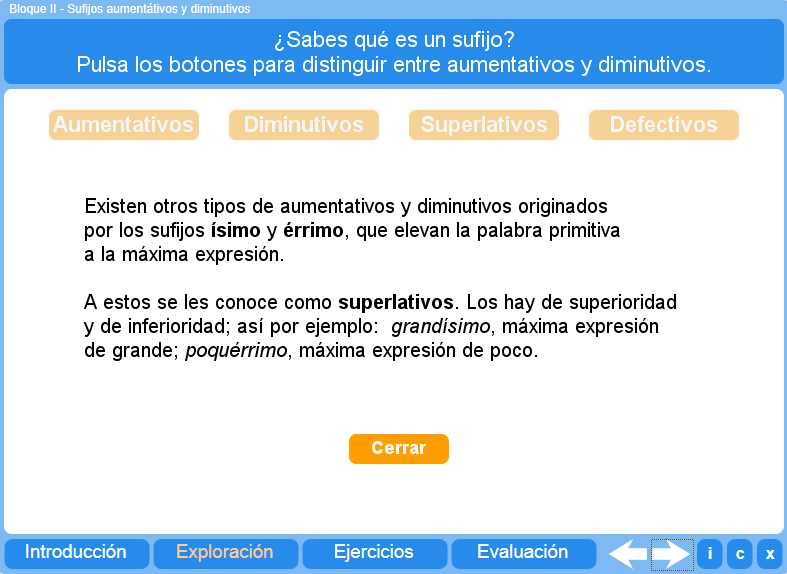 Bloque II - Sufijos aumentátivos y diminutivos
¿Sabes qué es un sufijo?
Pulsa los botones para distinguir entre aumentativos y diminutivos.
Aumentativos Diminutivos Superlativos Defectivos
Existen otros tipos de aumentativos y diminutivos originados
por los sufijos ísimo y érrimo, que elevan la palabra primitiva
a la máxima expresión.
A estos se les conoce como superlativos. Los hay de superioridad
y de inferioridad; así por ejemplo: grandísimo, máxima expresión
de grande; poquérrimo, máxima expresión de poco.
Cerrar
Introducción Exploración Ejercicios Evaluación i c x